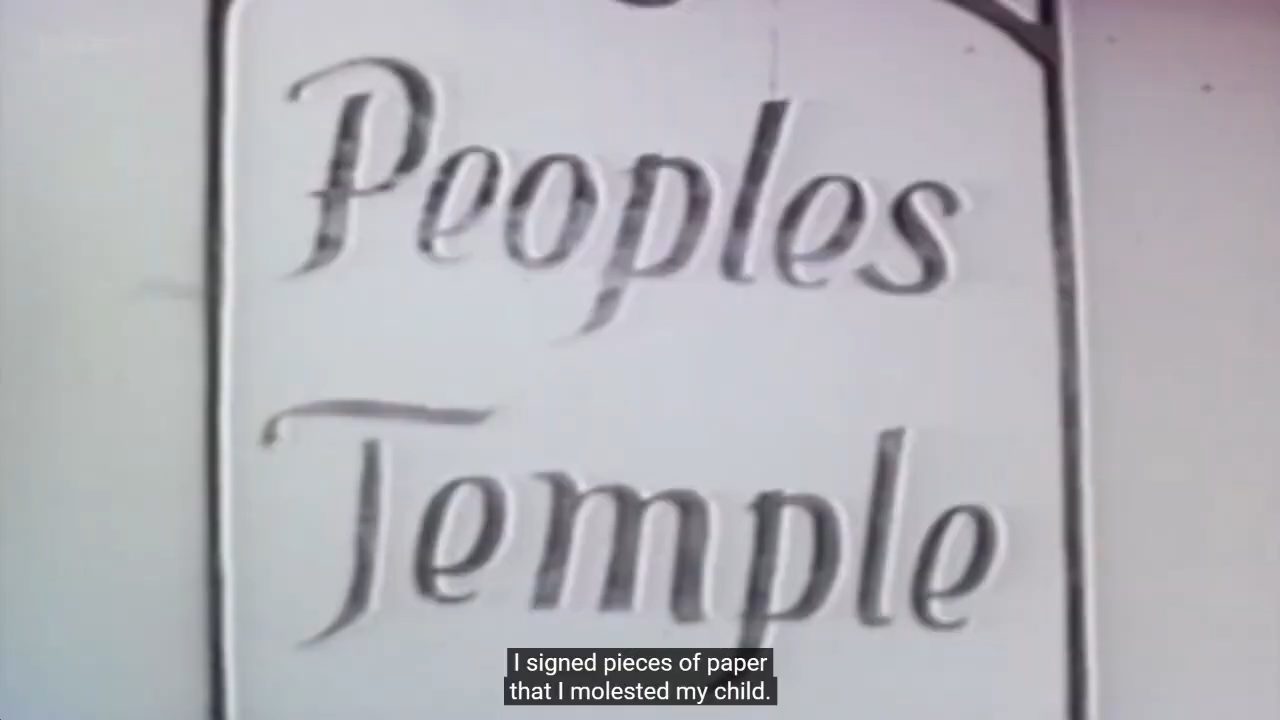 Peoples
Temple
I signed pieces of paper
that I molested my child.